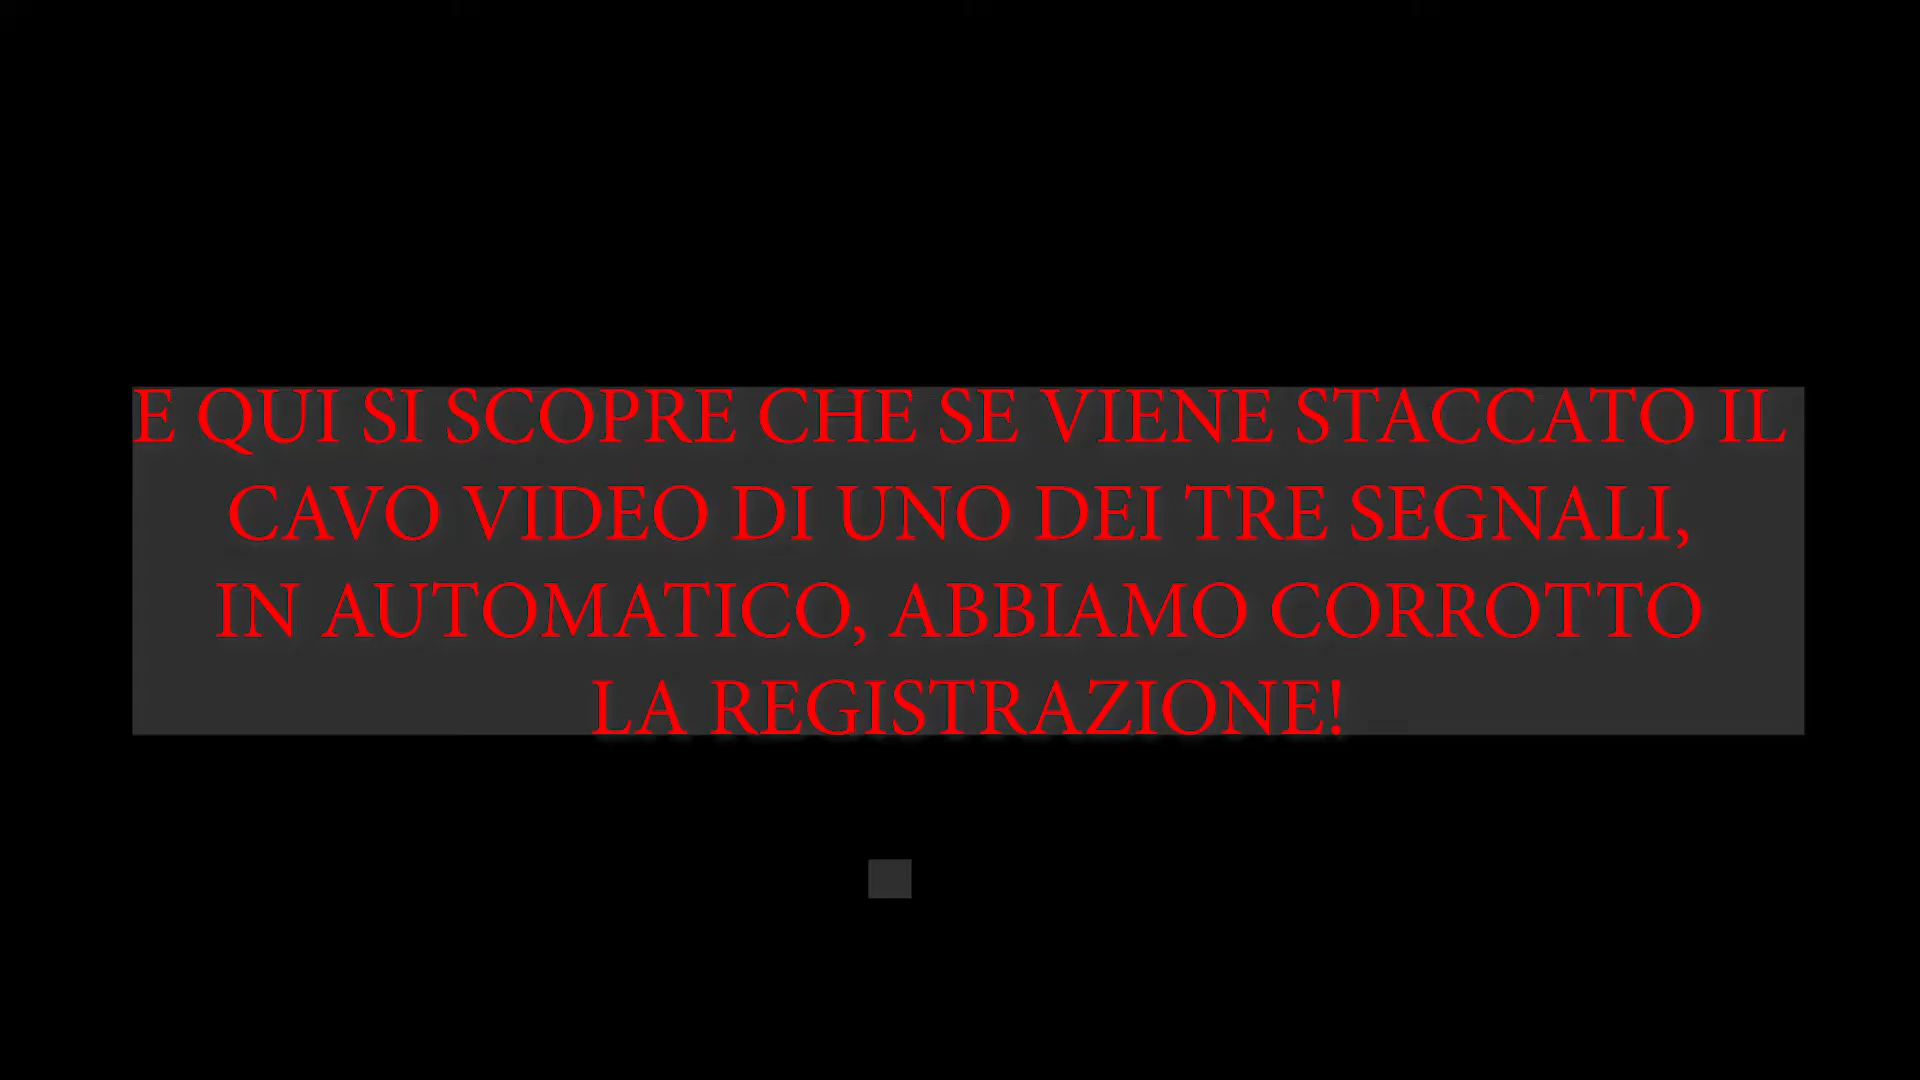 E QUI SI SCOPRE CHE SE VIENE STACCATO IL
CAVO VIDEO DI UNO DEI TRE SEGNALI,
IN AUTOMATICO, ABBIAMO CORROTTO
LA REGISTRAZIONE!